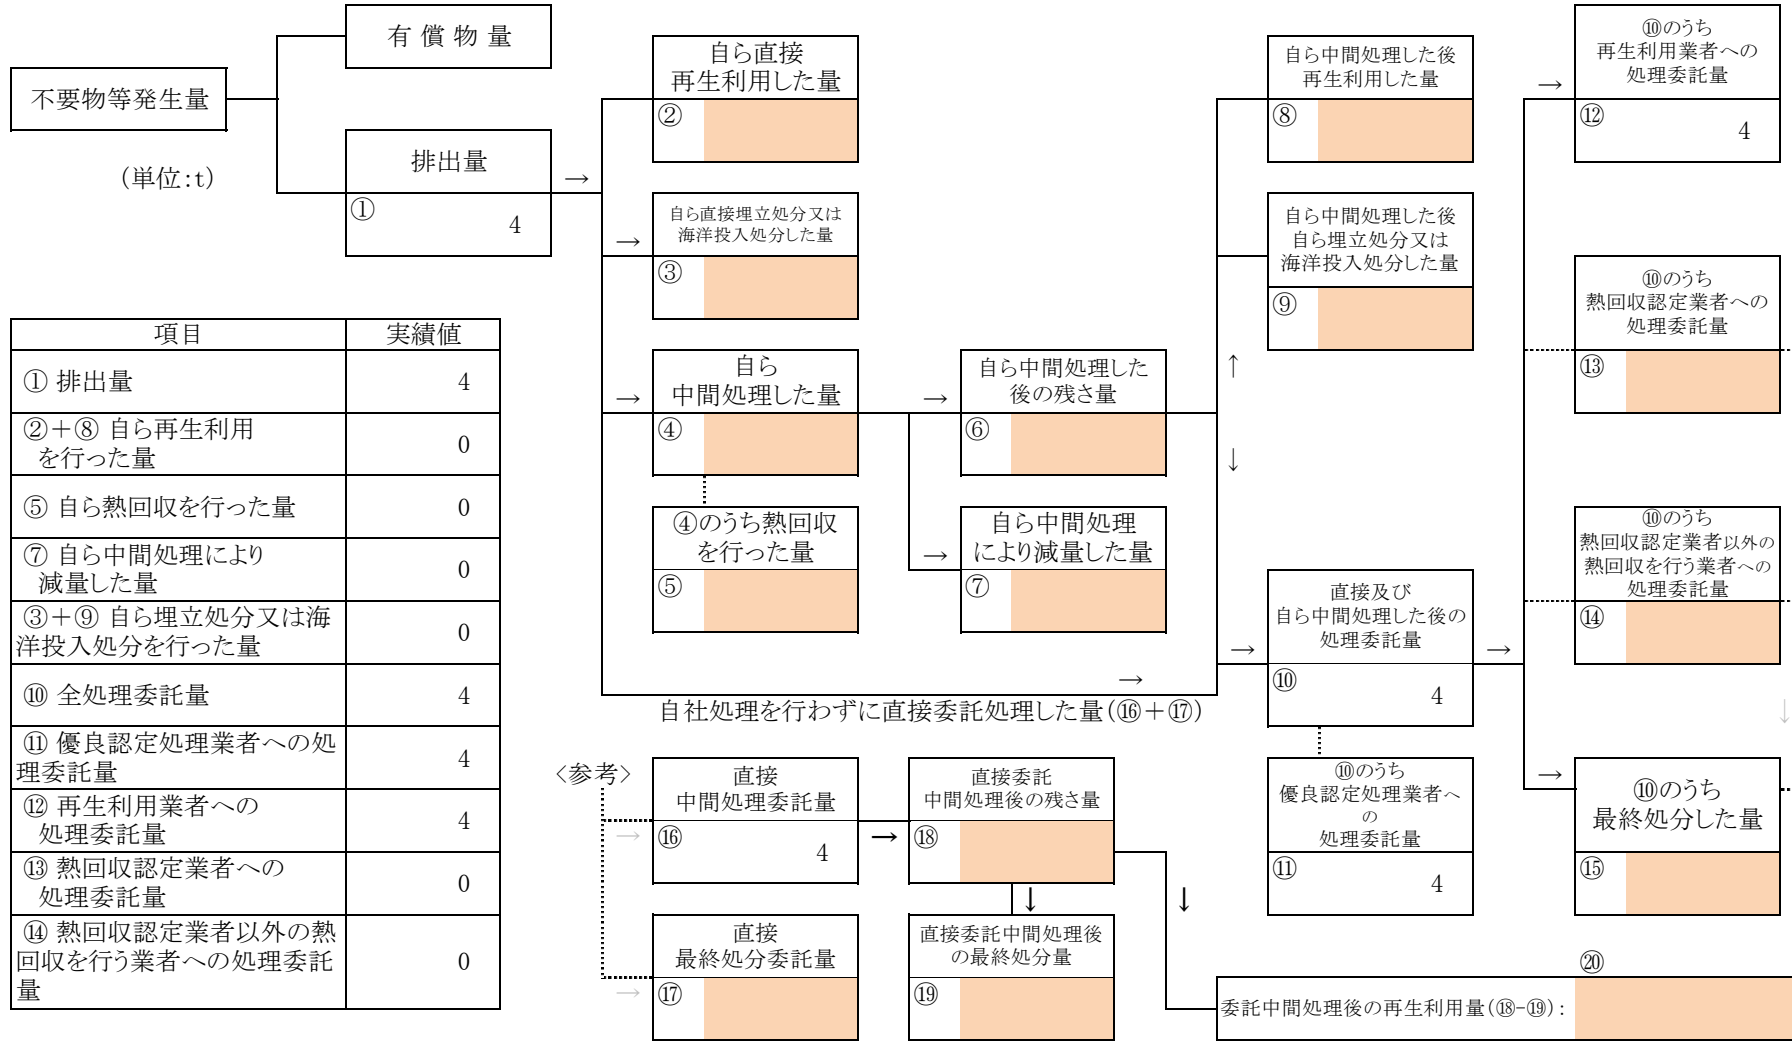 不要物等発生量
(単位:t)
有 償 物 量
排出量
①
4
→
自ら直接
再生利用した量
②
自ら直接埋立処分又は
海洋投入処分した量
→
③
自ら
中間処理した量
→
④
④のうち熱回収
を行った量
⑤
自ら中間処理した
後の残さ量
→
⑥
自ら中間処理
により減量した量
→
⑦
自ら中間処理した後
再生利用した量
⑧
自ら中間処理した後
自ら埋立処分又は
海洋投入処分した量
⑨
↑
↓
直接及び
自ら中間処理した後の
処理委託量
→
→
⑩
4
→
自社処理を行わずに直接委託処理した量(⑯+⑰)
⑩のうち
優良認定処理業者へ
の
処理委託量
⑪
4
⑩のうち
再生利用業者への
処理委託量
→
⑫
4
⑩のうち
熱回収認定業者への
処理委託量
⑬
⑩のうち
熱回収認定業者以外の
熱回収を行う業者への
処理委託量
⑭
↓
⑩のうち
最終処分した量
→
⑮
項目 実績値
① 排出量 4
②+⑧ 自ら再生利用
を行った量 0
⑤ 自ら熱回収を行った量 0
⑦ 自ら中間処理により
減量した量 0
③+⑨ 自ら埋立処分又は海
洋投入処分を行った量 0
⑩ 全処理委託量 4
⑪ 優良認定処理業者への処
理委託量 4
⑫ 再生利用業者への
処理委託量 4
⑬ 熱回収認定業者への
処理委託量 0
⑭ 熱回収認定業者以外の熱
回収を行う業者への処理委託
量 0
<参考>
直接
中間処理委託量
→
⑯
4
直接
最終処分委託量
→
⑰
直接委託
中間処理後の残さ量
→
⑱
↓
↓
直接委託中間処理後
の最終処分量
⑲
⑳
委託中間処理後の再生利用量(⑱-⑲):